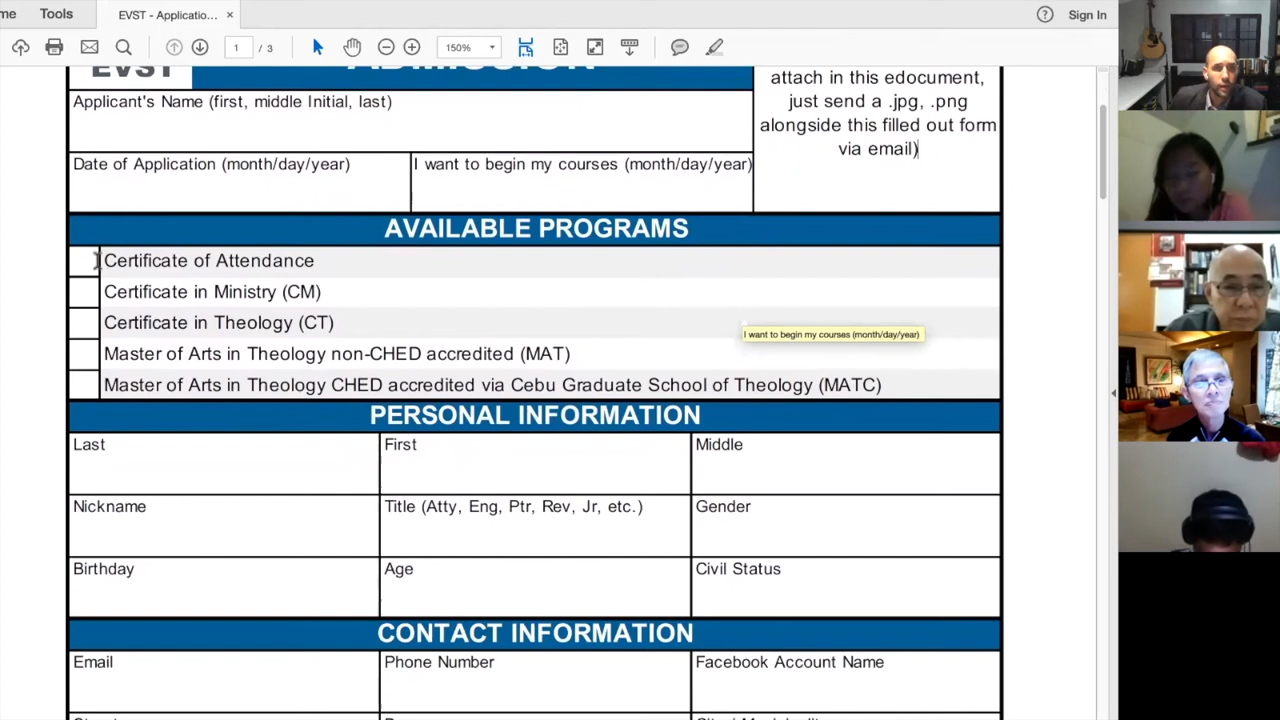 me
Tools
EVST - Applicatio...
×
Sign In
1
/ 3
150%
EVST
ADMISSION
attach in this edocument,
just send a .jpg, .png
alongside this filled out form
via email)
Applicant's Name (first, middle Initial, last)
Date of Application (month/day/year)
I want to begin my courses (month/day/year)
AVAILABLE PROGRAMS
Certificate of Attendance
Certificate in Ministry (CM)
Certificate in Theology (CT)
I want to begin my courses (month/day/year)
Master of Arts in Theology non-CHED accredited (MAT)
Master of Arts in Theology CHED accredited via Cebu Graduate School of Theology (MATC)
PERSONAL INFORMATION
Last
First
Middle
Nickname
Title (Atty, Eng, Ptr, Rev, Jr, etc.)
Gender
Birthday
Age
Civil Status
CONTACT INFORMATION
Email
Phone Number
Facebook Account Name